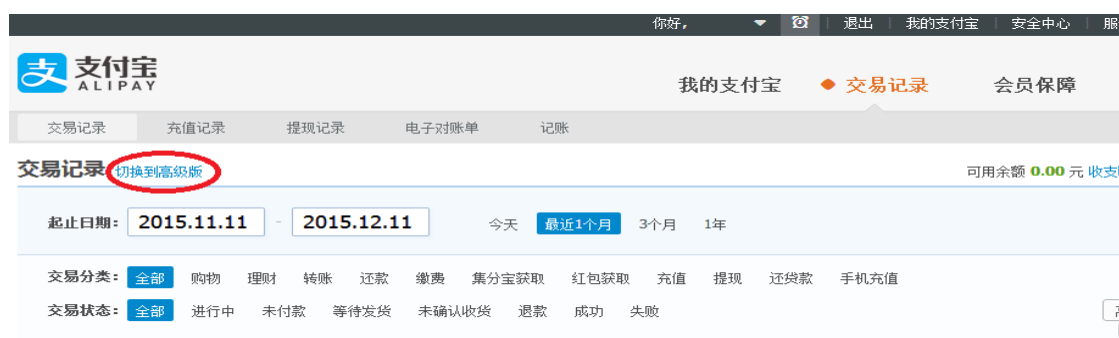 你好, 退出 我的支付宝 安全中心
支付宝
ALIPAY
我的支付宝 交易记录 会员保障
交易记录 充值记录 提现记录 电子对账单 记账
交易记录 切换到高级版 可用余额 0.00 元 收支
起止日期: 2015.11.11 - 2015.12.11 今天 最近1个月 3个月 1年
交易分类: 全部 购物 理财 转账 还款 缴费 集分宝获取 红包获取 充值 提现 还贷款 手机充值
交易状态: 全部 进行中 未付款 等待发货 未确认收货 退款 成功 失败